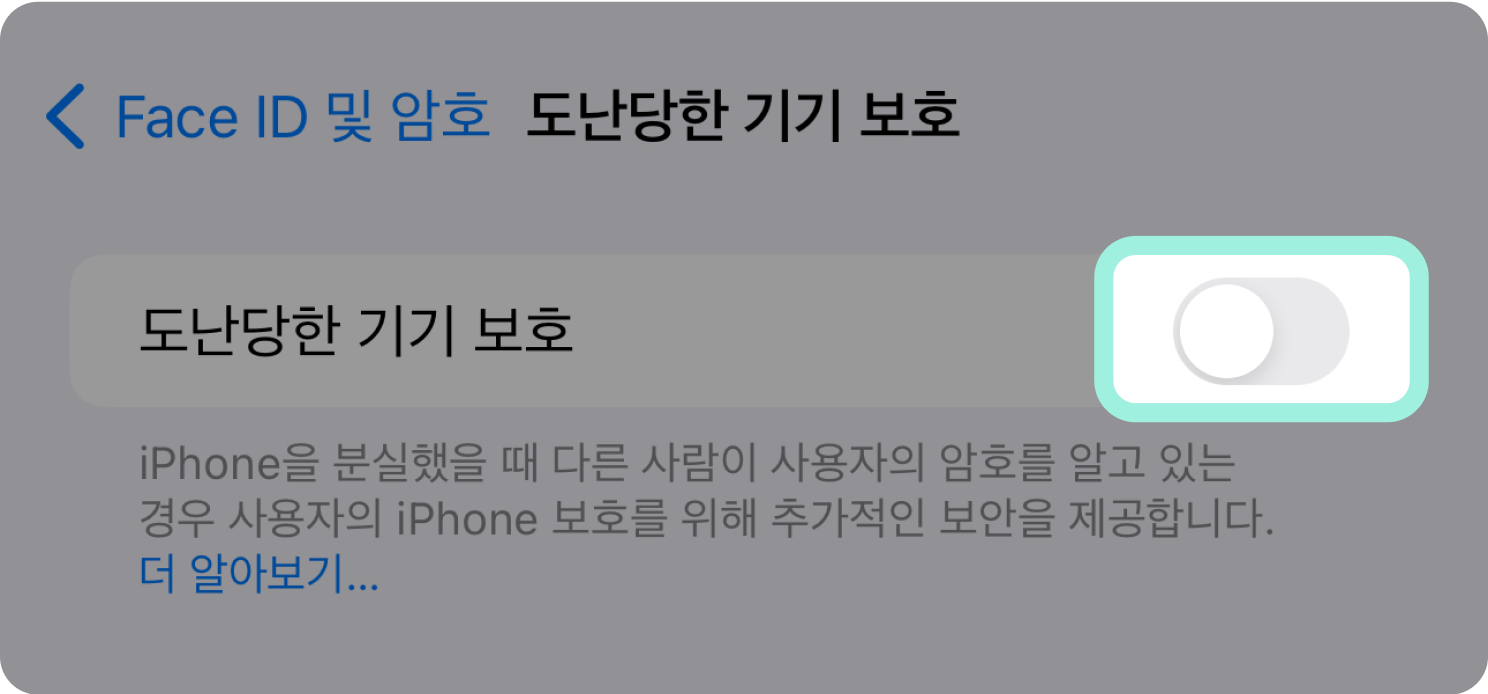 Face ID 및 암호 도난당한 기기 보호
도난당한 기기 보호
iPhone을 분실했을 때 다른 사람이 사용자의 암호를 알고 있는
경우 사용자의 iPhone 보호를 위해 추가적인 보안을 제공합니다.
더 알아보기...